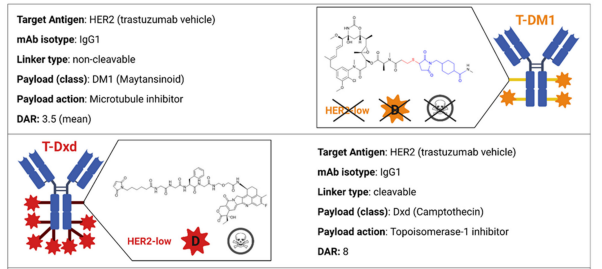 Target Antigen: HER2 (trastuzumab vehicle)
mAb isotype: IgG1
Linker type: non-cleavable
Payload (class): DM1 (Maytansinoid)
Payload action: Microtubule inhibitor
DAR: 3.5 (mean)
T-DM1
HER2-low
D
T-Dxd
HER2-low
D
Target Antigen: HER2 (trastuzumab vehicle)
mAb isotype: IgG1
Linker type: cleavable
Payload (class): Dxd (Camptothecin)
Payload action: Topoisomerase-1 inhibitor
DAR: 8